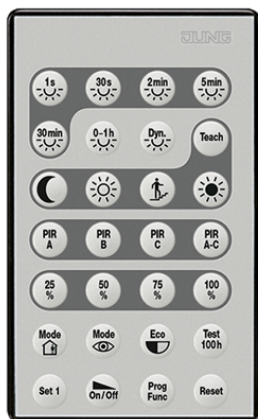 JUNG
1s 30s 2min 5min
30min 0-1h Dyn. Teach
PIR A
PIR B
PIR C
PIR A-C
25 %
50 %
75 %
100 %
Mode Mode Eco Test 100h
Set 1 On/Off Prog Func Reset